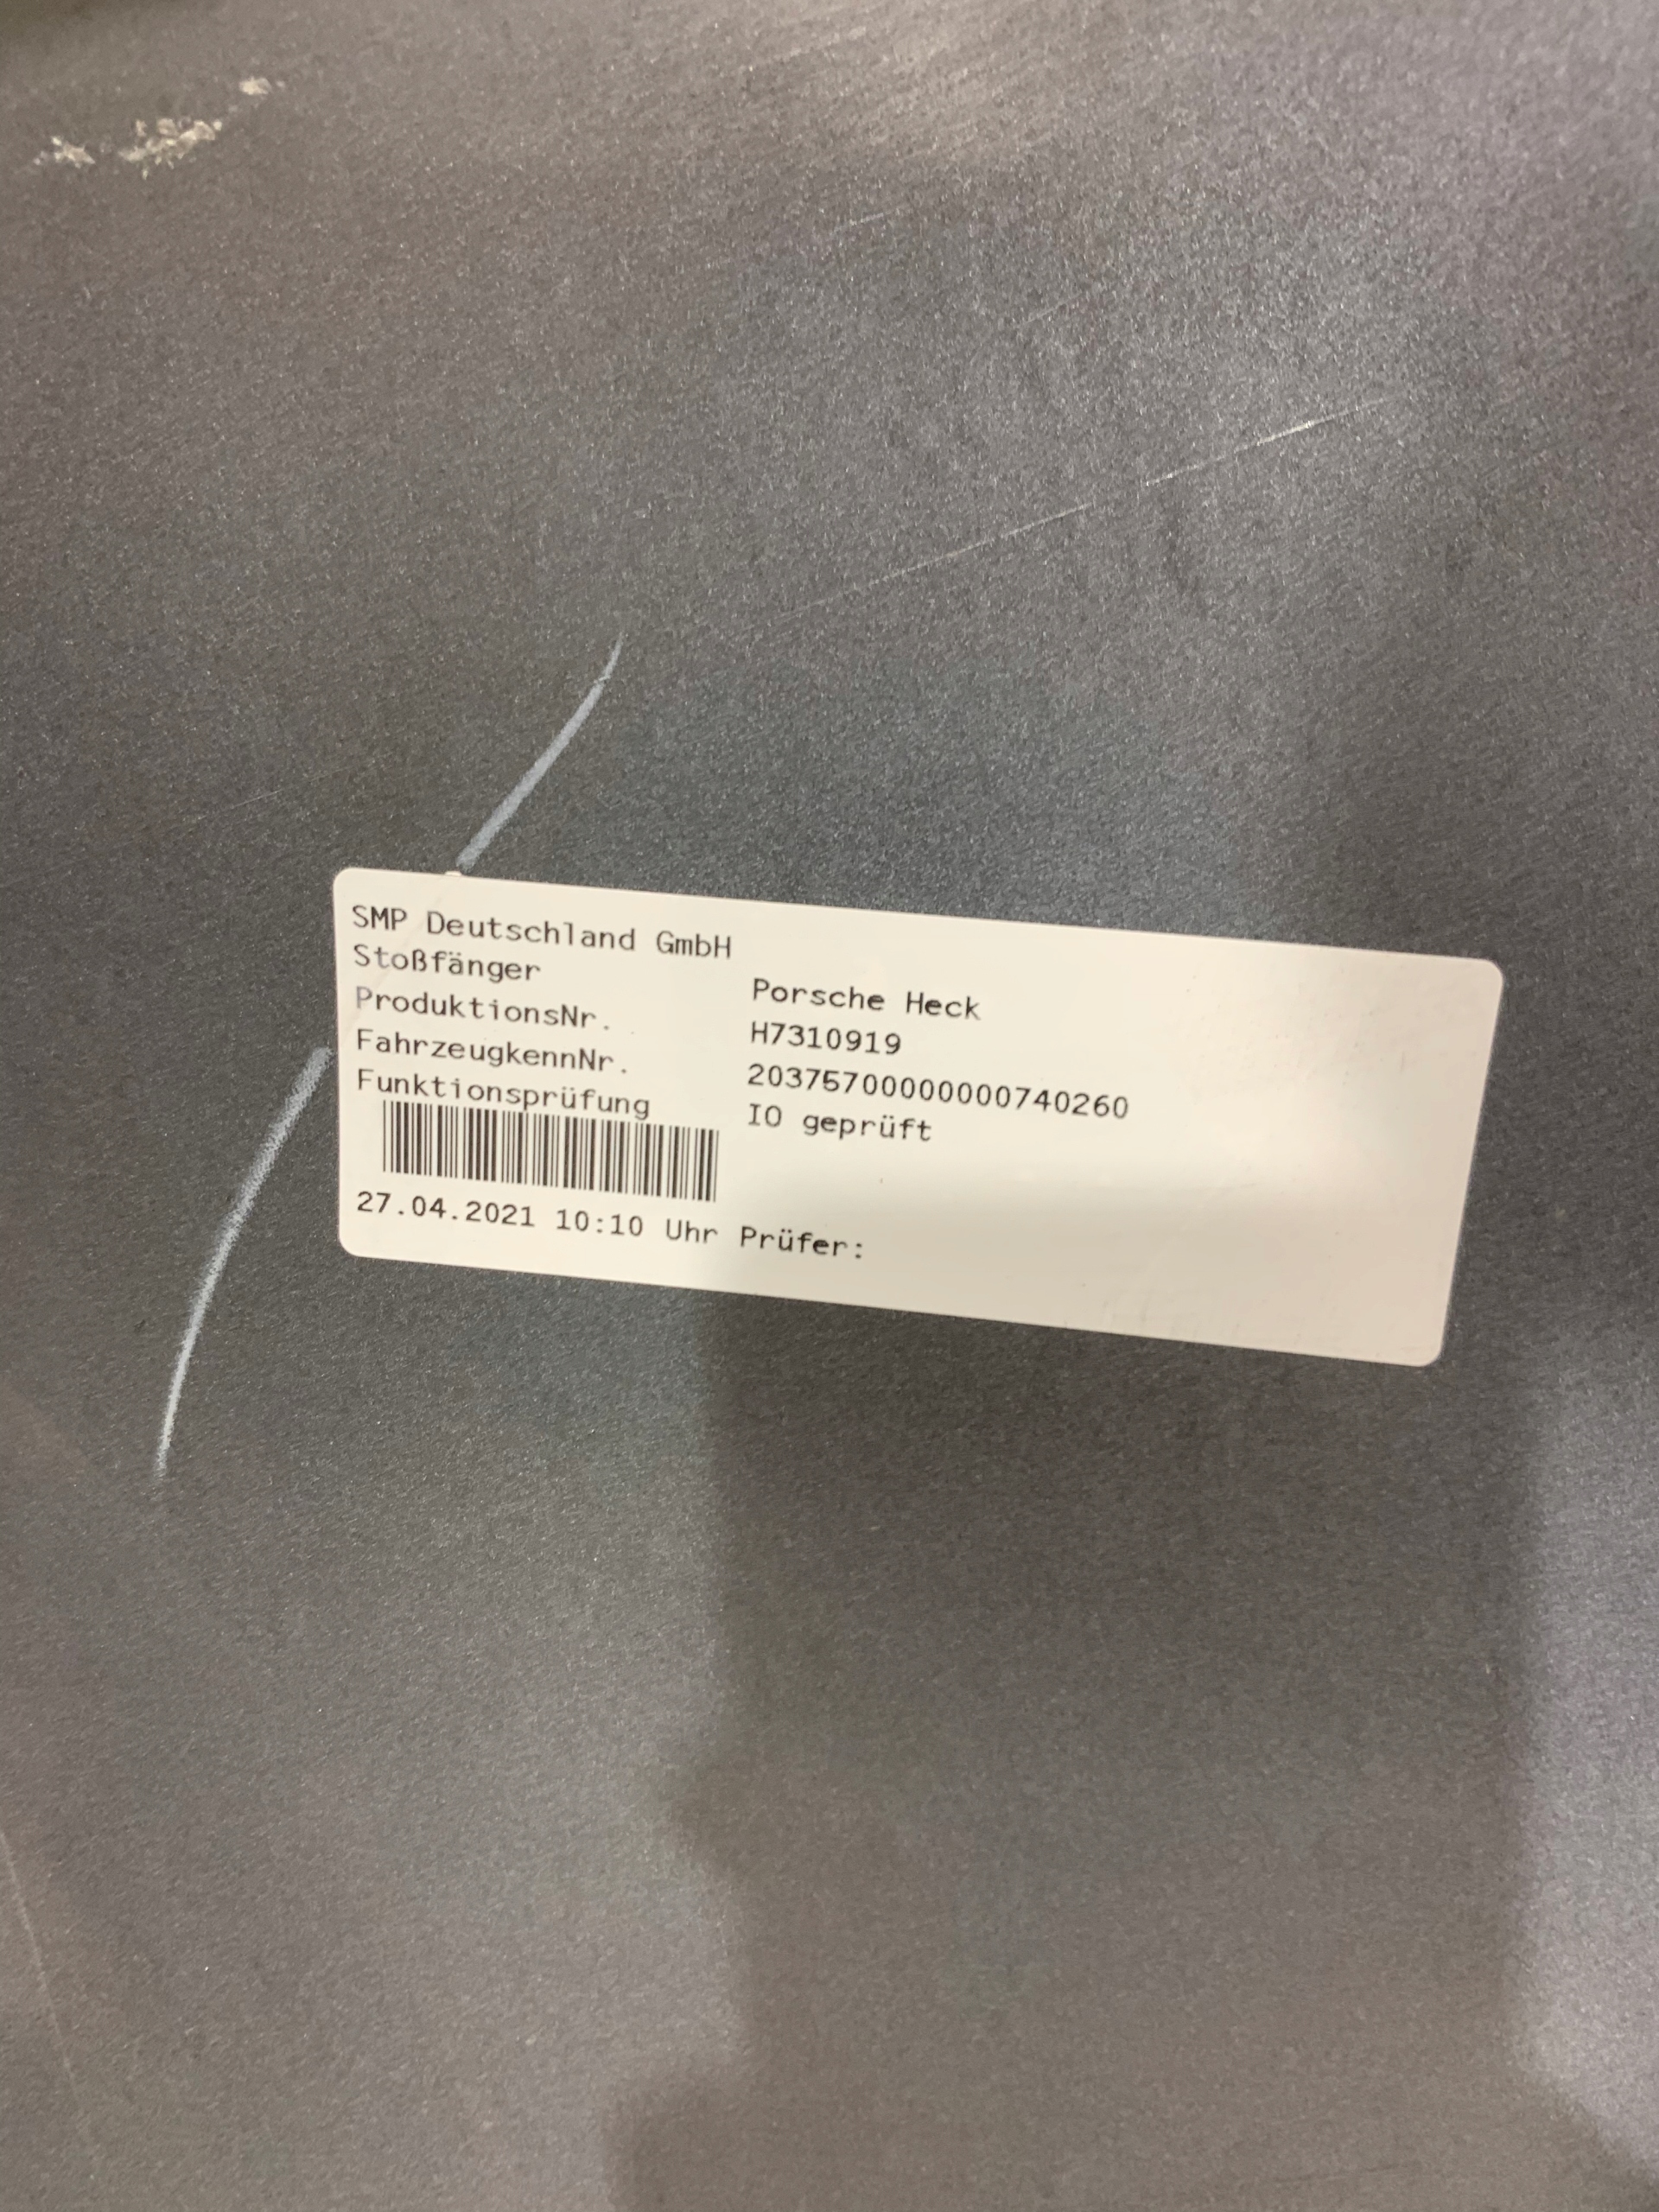 SMP Deutschland GmbH
Stoßfänger Porsche Heck
ProduktionsNr. H7310919
FahrzeugkennNr. 20375700000000740260
Funktionsprüfung IO geprüft
27.04.2021 10:10 Uhr Prüfer: